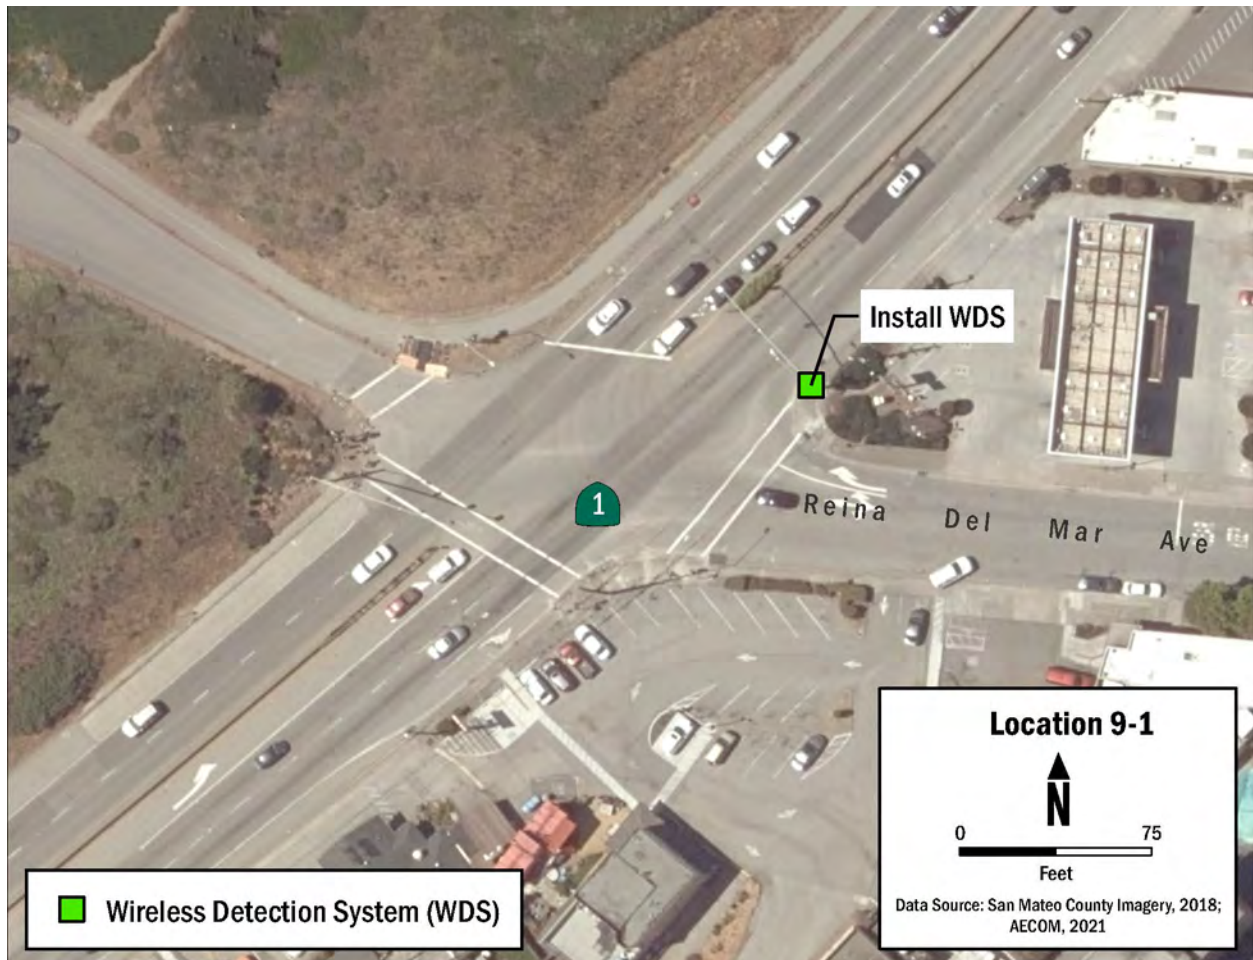 Install WDS
1
Reina Del Mar Ave
Location 9-1
N
0 75
Feet
Data Source: San Mateo County Imagery, 2018;
AECOM, 2021
Wireless Detection System (WDS)